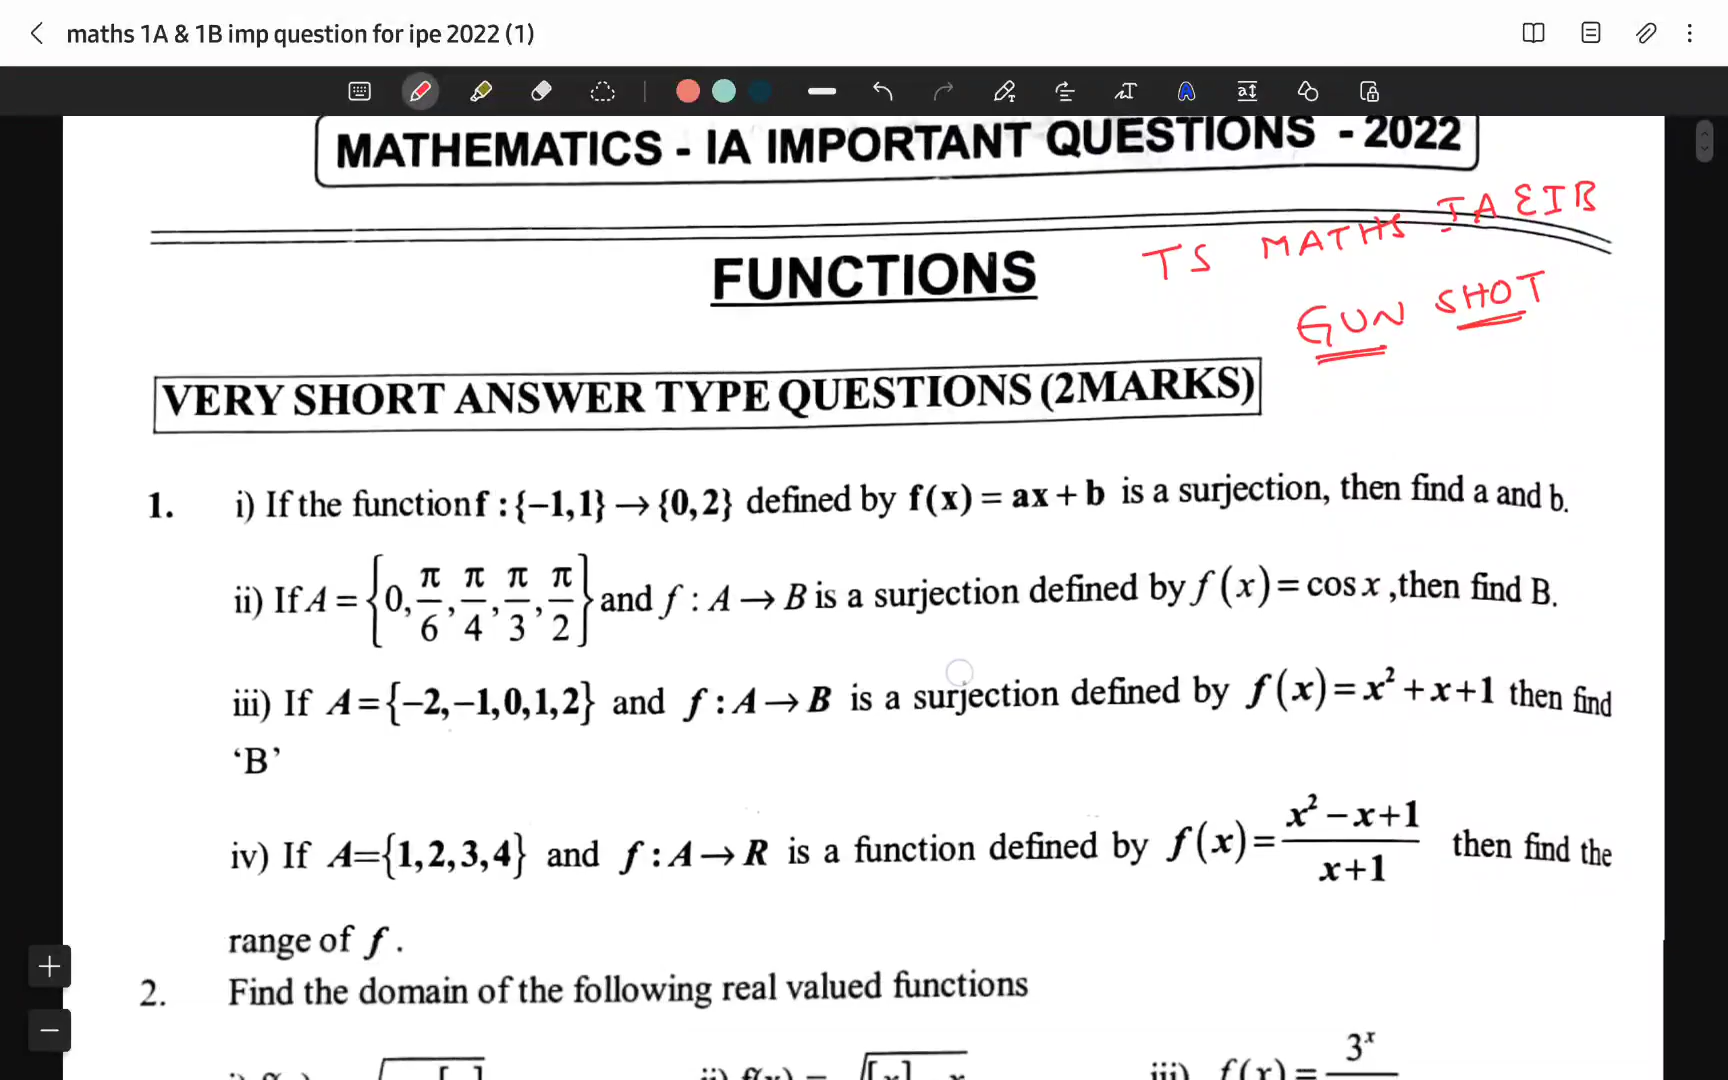 maths 1A & 1B imp question for ipe 2022 (1)
MATHEMATICS - IA IMPORTANT QUESTIONS - 2022
TS MATHS IA & IB
GUN SHOT
FUNCTIONS
VERY SHORT ANSWER TYPE QUESTIONS (2MARKS)
1. i) If the function f : {−1,1} → {0,2} defined by f(x) = ax + b is a surjection, then find a and b.
ii) If A = {0, π/6, π/4, π/3, π/2} and f : A → B is a surjection defined by f(x) = cos x ,then find B.
iii) If A={−2,−1,0,1,2} and f : A → B is a surjection defined by f(x) = x² + x + 1 then find
‘B’
iv) If A={1,2,3,4} and f : A → R is a function defined by f(x) = (x² − x + 1)/(x+1) then find the
range of f .
2. Find the domain of the following real valued functions
iii) f(x) = 3ˣ